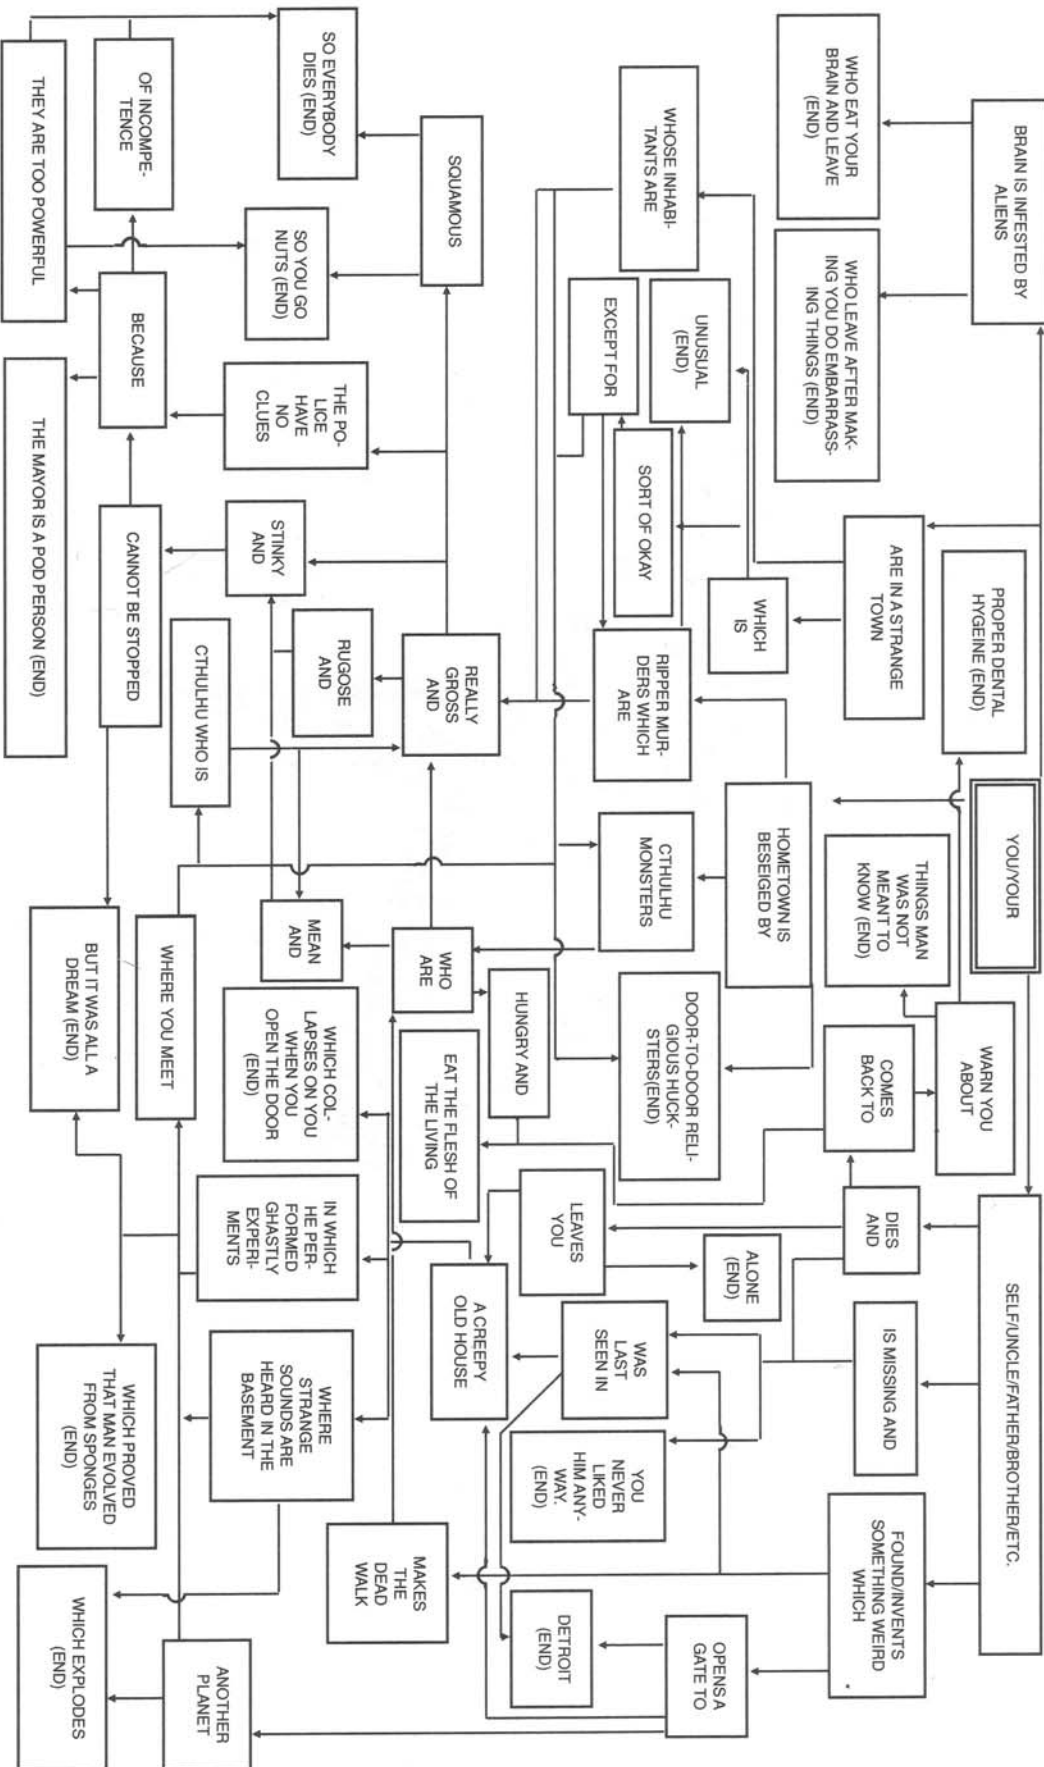 BRAIN IS INFESTED BY
ALIENS
YOU/YOUR
SELF/UNCLE/FATHER/BROTHER/ETC.
PROPER DENTAL
HYGEINE (END)
WARN YOU
ABOUT
WHO EAT YOUR
BRAIN AND LEAVE
(END)
WHO LEAVE AFTER MAK-
ING YOU DO EMBARRASS-
ING THINGS (END)
ARE IN A STRANGE
TOWN
THINGS MAN
WAS NOT
MEANT TO
KNOW (END)
COMES
BACK TO
DIES
AND
IS MISSING AND
FOUND/INVENTS
SOMETHING WEIRD
WHICH
WHICH
IS
HOMETOWN IS
BESEIGED BY
ALONE
(END)
OPENS A
GATE TO
WHOSE INHABI-
TANTS ARE
UNUSUAL
(END)
EXCEPT FOR
SORT OF OKAY
RIPPER MUR-
DERS WHICH
ARE
CTHULHU
MONSTERS
DOOR-TO-DOOR RELI-
GIOUS HUCK-
STERS(END)
LEAVES
YOU
WAS
LAST
SEEN IN
YOU
NEVER
LIKED
HIM ANY-
WAY.
(END)
DETROIT
(END)
SQUAMOUS
REALLY
GROSS
AND
WHO
ARE
HUNGRY AND
EAT THE FLESH OF
THE LIVING
A CREEPY
OLD HOUSE
MAKES
THE
DEAD
WALK
SO EVERYBODY
DIES (END)
SO YOU GO
NUTS (END)
THE PO-
LICE
HAVE
NO
CLUES
STINKY
AND
RUGOSE
AND
MEAN
AND
WHICH COL-
LAPSES ON YOU
WHEN YOU
OPEN THE DOOR
(END)
IN WHICH
HE PER-
FORMED
GHASTLY
EXPERI-
MENTS
WHERE
STRANGE
SOUNDS ARE
HEARD IN THE
BASEMENT
OF INCOMPE-
TENCE
BECAUSE
CANNOT BE STOPPED
CTHULHU WHO IS
WHERE YOU MEET
ANOTHER
PLANET
THEY ARE TOO POWERFUL
THE MAYOR IS A POD PERSON (END)
BUT IT WAS ALL A
DREAM (END)
WHICH PROVED
THAT MAN EVOLVED
FROM SPONGES
(END)
WHICH EXPLODES
(END)